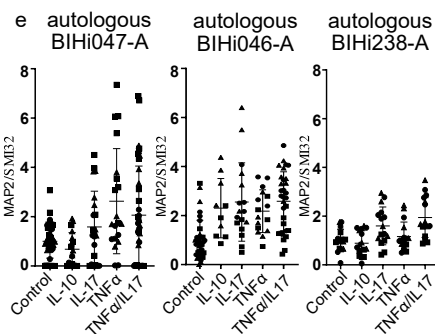 e
autologous
BIHi047-A
autologous
BIHi046-A
autologous
BIHi238-A
MAP2/SMI32
8
6
4
2
0
Control
IL-10
IL-17
TNFα
TNFα/IL17
MAP2/SMI32
8
6
4
2
0
Control
IL-10
IL-17
TNFα
TNFα/IL17
MAP2/SMI32
8
6
4
2
0
Control
IL-10
IL-17
TNFα
TNFα/IL17